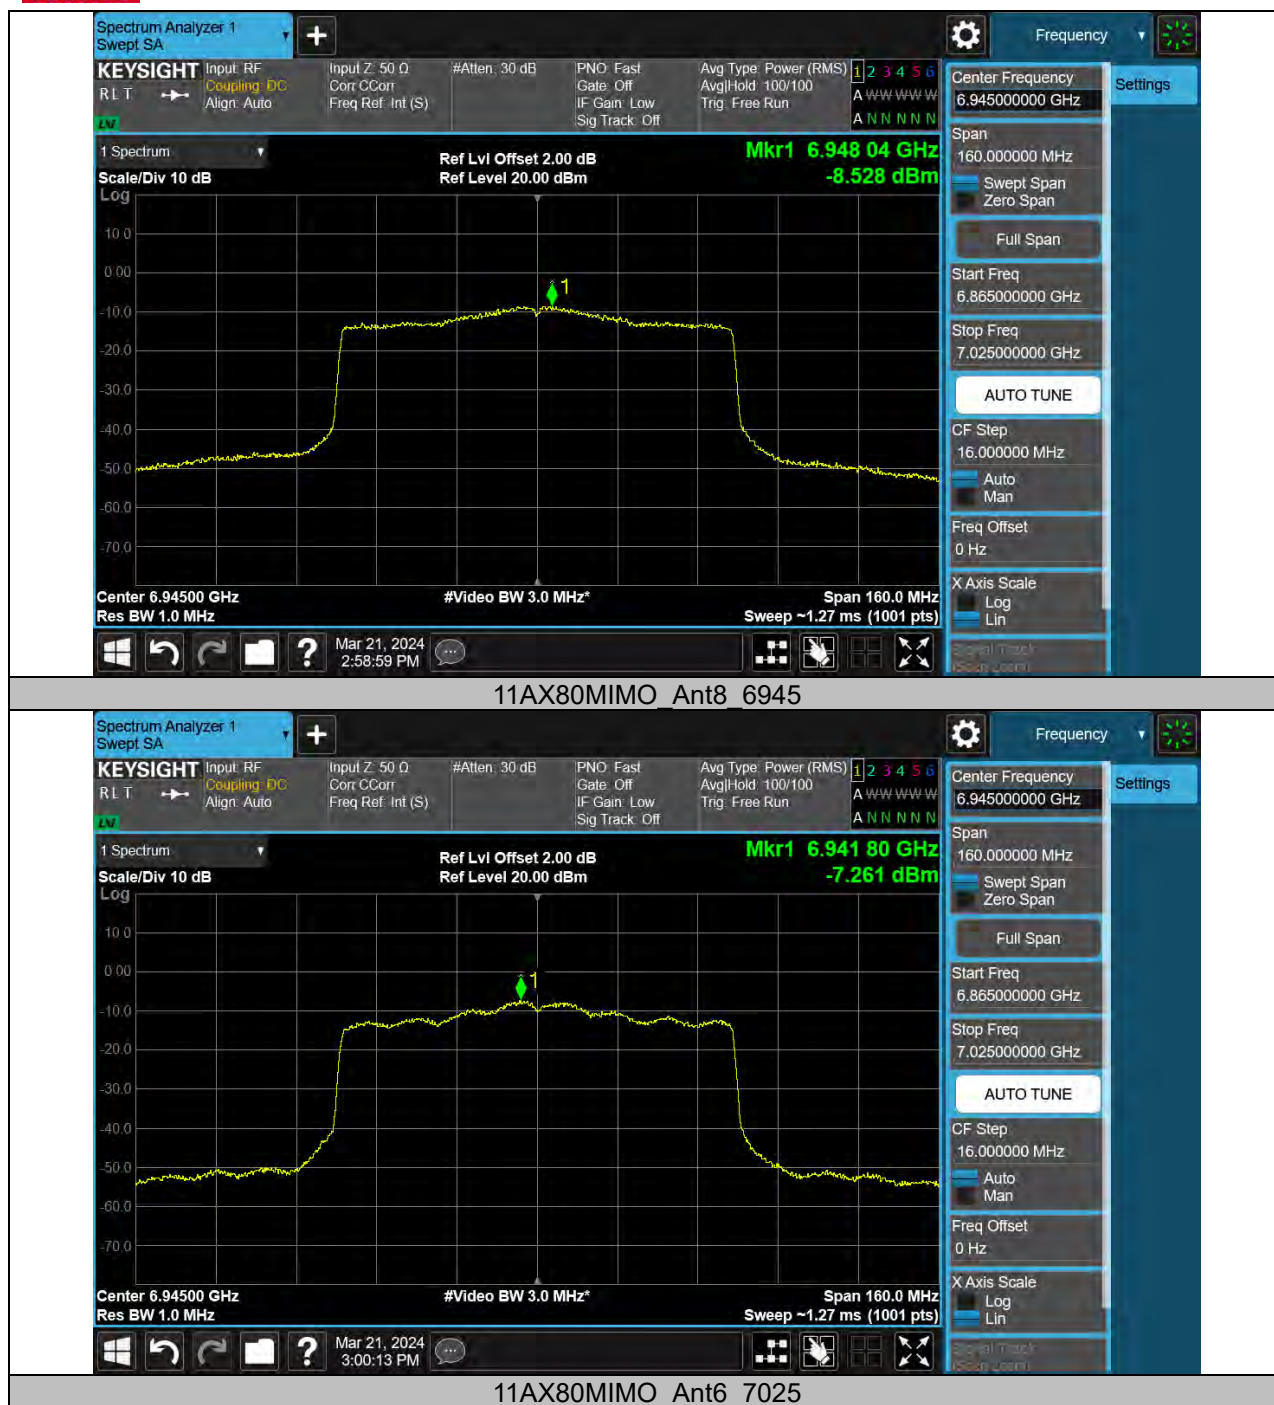 Spectrum Analyzer 1
Swept SA
Frequency
KEYSIGHT
RLT
LNI
Input: RF
Coupling: DC
Align: Auto
Input Z: 50 Ω
Corr CCorr
Freq Ref: Int (S)
#Atten: 30 dB
PNO: Fast
Gate: Off
IF Gain: Low
Sig Track: Off
Avg Type: Power (RMS)
Avg|Hold: 100/100
Trig: Free Run
1 2 3 4 5 6
A W W W W W
A N N N N N
1 Spectrum
Scale/Div 10 dB
Ref Lvl Offset 2.00 dB
Ref Level 20.00 dBm
Mkr1 6.948 04 GHz
-8.528 dBm
Log
10.0
0.00
-10.0
-20.0
-30.0
-40.0
-50.0
-60.0
-70.0
1
Center 6.94500 GHz
Res BW 1.0 MHz
#Video BW 3.0 MHz*
Span 160.0 MHz
Sweep ~1.27 ms (1001 pts)
Mar 21, 2024
2:58:59 PM
Center Frequency
6.945000000 GHz
Settings
Span
160.000000 MHz
Swept Span
Zero Span
Full Span
Start Freq
6.865000000 GHz
Stop Freq
7.025000000 GHz
AUTO TUNE
CF Step
16.000000 MHz
Auto
Man
Freq Offset
0 Hz
X Axis Scale
Log
Lin
Signal Track
(Span Zoom)
11AX80MIMO_Ant8_6945
Spectrum Analyzer 1
Swept SA
Frequency
KEYSIGHT
RLT
LNI
Input: RF
Coupling: DC
Align: Auto
Input Z: 50 Ω
Corr CCorr
Freq Ref: Int (S)
#Atten: 30 dB
PNO: Fast
Gate: Off
IF Gain: Low
Sig Track: Off
Avg Type: Power (RMS)
Avg|Hold: 100/100
Trig: Free Run
1 2 3 4 5 6
A W W W W W
A N N N N N
1 Spectrum
Scale/Div 10 dB
Ref Lvl Offset 2.00 dB
Ref Level 20.00 dBm
Mkr1 6.941 80 GHz
-7.261 dBm
Log
10.0
0.00
-10.0
-20.0
-30.0
-40.0
-50.0
-60.0
-70.0
1
Center 6.94500 GHz
Res BW 1.0 MHz
#Video BW 3.0 MHz*
Span 160.0 MHz
Sweep ~1.27 ms (1001 pts)
Mar 21, 2024
3:00:13 PM
Center Frequency
6.945000000 GHz
Settings
Span
160.000000 MHz
Swept Span
Zero Span
Full Span
Start Freq
6.865000000 GHz
Stop Freq
7.025000000 GHz
AUTO TUNE
CF Step
16.000000 MHz
Auto
Man
Freq Offset
0 Hz
X Axis Scale
Log
Lin
Signal Track
(Span Zoom)
11AX80MIMO_Ant6_7025